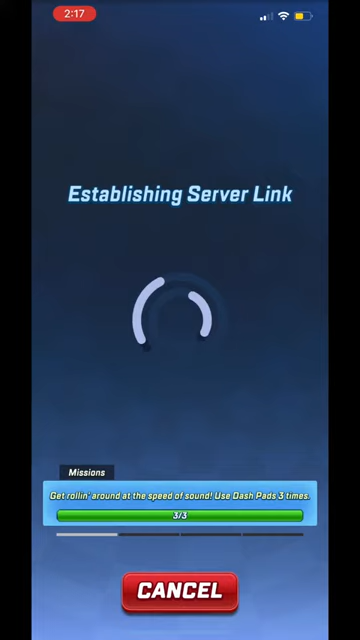 2:17
Establishing Server Link
Missions
Get rollin' around at the speed of sound! Use Dash Pads 3 times.
3/3
CANCEL